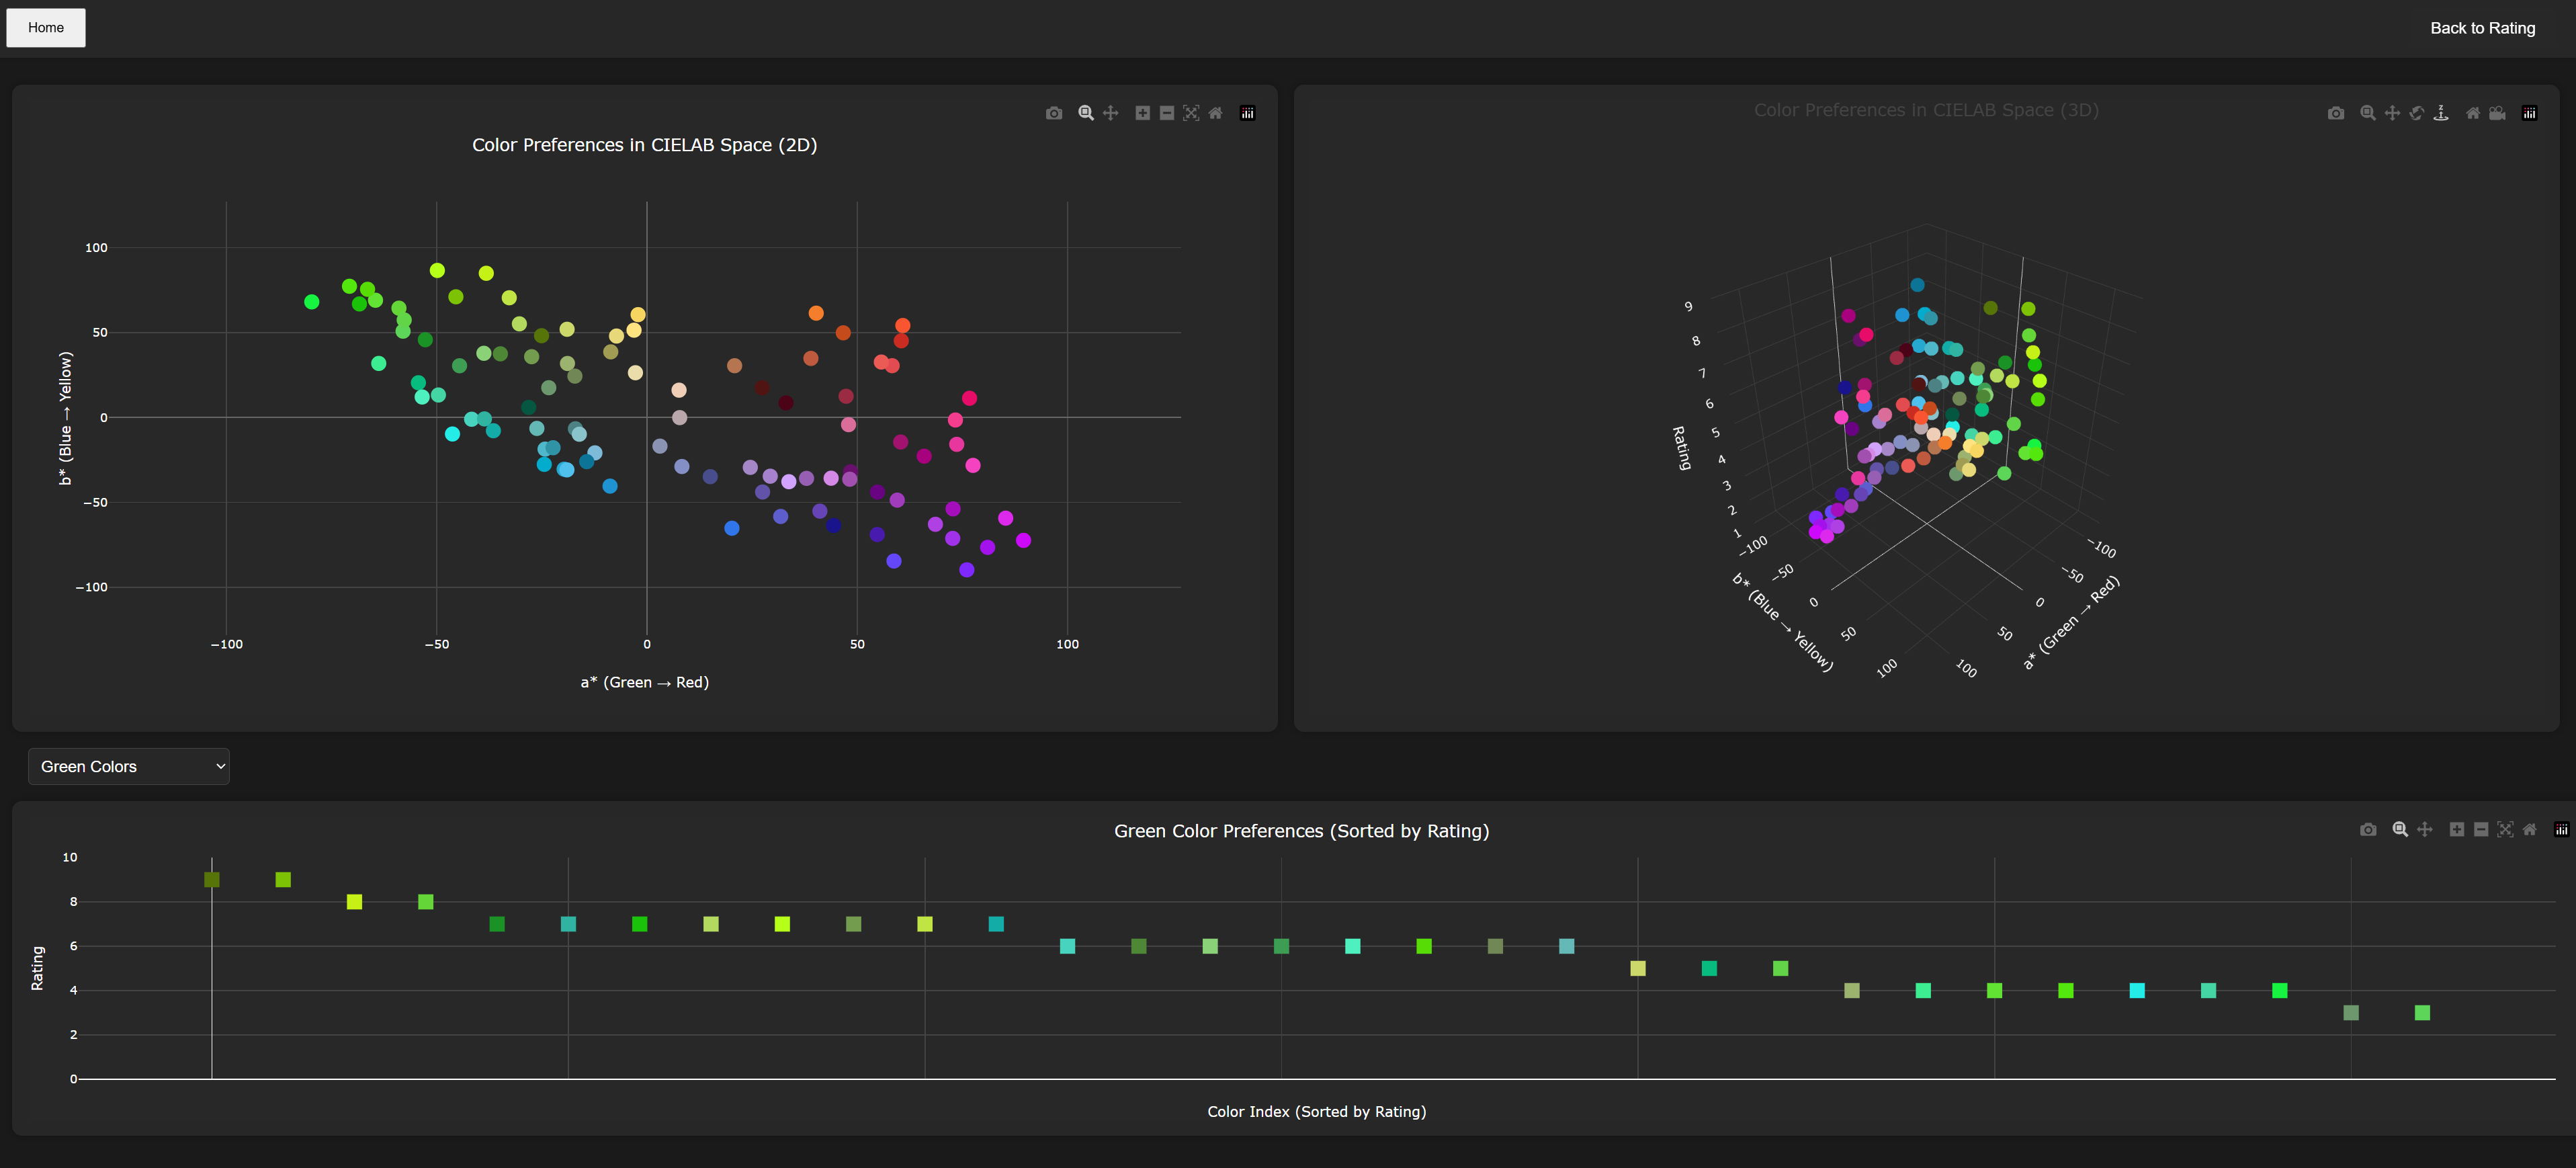 Home
Back to Rating
Color Preferences in CIELAB Space (2D)
100
50
0
−50
−100
b* (Blue → Yellow)
−100
−50
0
50
100
a* (Green → Red)
Color Preferences in CIELAB Space (3D)
9
8
7
6
5
4
3
2
1
Rating
−100
−50
0
50
100
b* (Blue → Yellow)
−100
−50
0
50
100
a* (Green → Red)
z
Green Colors
Green Color Preferences (Sorted by Rating)
10
8
6
4
2
0
Rating
Color Index (Sorted by Rating)